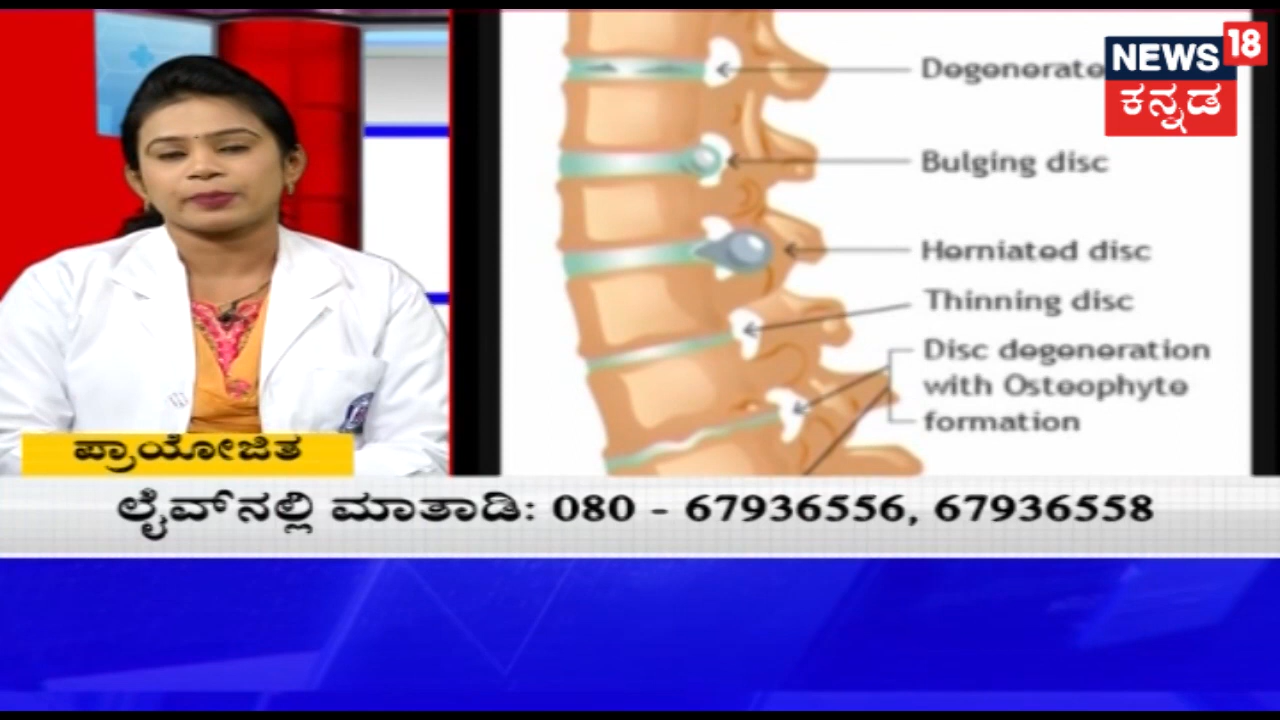 NEWS 18
ಕನ್ನಡ
Bulging disc
Herniated disc
Thinning disc
Disc degeneration
with Osteophyte
formation
ಪ್ರಾಯೋಜಿತ
ಲೈವ್‌ನಲ್ಲಿ ಮಾತಾಡಿ: 080 - 67936556, 67936558